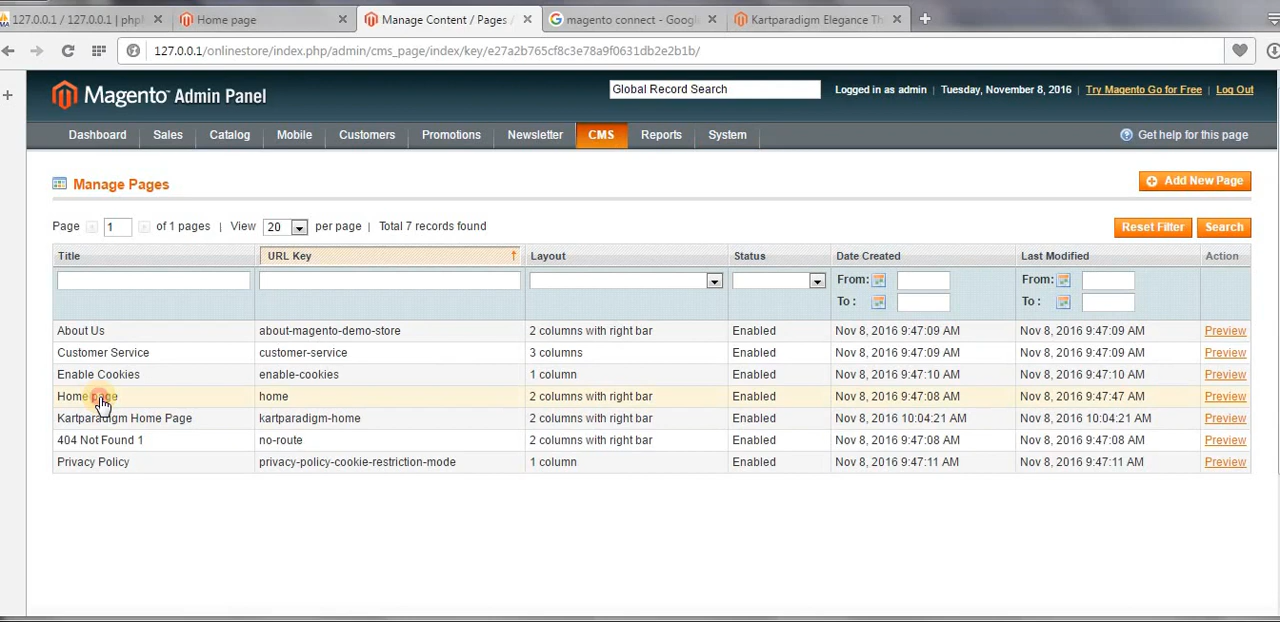 127.0.0.1 / 127.0.0.1 | phpl
Home page
Manage Content / Pages /
magento connect - Googl
Kartparadigm Elegance Th
127.0.0.1/onlinestore/index.php/admin/cms_page/index/key/e27a2b765cf8c3e78a9f0631db2e2b1b/
Magento Admin Panel
Global Record Search
Logged in as admin | Tuesday, November 8, 2016 | Try Magento Go for Free | Log Out
Dashboard Sales Catalog Mobile Customers Promotions Newsletter CMS Reports System
Get help for this page
Manage Pages
Add New Page
Page 1 of 1 pages | View 20 per page | Total 7 records found
Reset Filter Search
Title URL Key Layout Status Date Created Last Modified Action
From: From:
To : To :
About Us about-magento-demo-store 2 columns with right bar Enabled Nov 8, 2016 9:47:09 AM Nov 8, 2016 9:47:09 AM Preview
Customer Service customer-service 3 columns Enabled Nov 8, 2016 9:47:09 AM Nov 8, 2016 9:47:09 AM Preview
Enable Cookies enable-cookies 1 column Enabled Nov 8, 2016 9:47:10 AM Nov 8, 2016 9:47:10 AM Preview
Home page home 2 columns with right bar Enabled Nov 8, 2016 9:47:08 AM Nov 8, 2016 9:47:47 AM Preview
Kartparadigm Home Page kartparadigm-home 2 columns with right bar Enabled Nov 8, 2016 10:04:21 AM Nov 8, 2016 10:04:21 AM Preview
404 Not Found 1 no-route 2 columns with right bar Enabled Nov 8, 2016 9:47:08 AM Nov 8, 2016 9:47:08 AM Preview
Privacy Policy privacy-policy-cookie-restriction-mode 1 column Enabled Nov 8, 2016 9:47:11 AM Nov 8, 2016 9:47:11 AM Preview